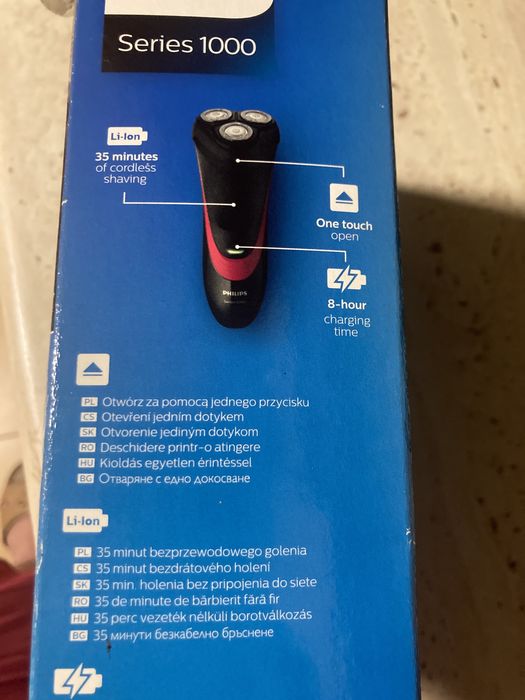 Series 1000
Li-Ion
35 minutes
of cordless
shaving
One touch
open
8-hour
charging
time
PHILIPS
PL Otwórz za pomocą jednego przycisku
CS Otevření jedním dotykem
SK Otvorenie jediným dotykom
RO Deschidere printr-o atingere
HU Kioldás egyetlen érintéssel
BG Отваряне с едно докосване
Li-Ion
PL 35 minut bezprzewodowego golenia
CS 35 minut bezdrátového holení
SK 35 min. holenia bez pripojenia do siete
RO 35 de minute de bărbierit fără fir
HU 35 perc vezeték nélküli borotválkozás
BG 35 минути безкабелно бръснене